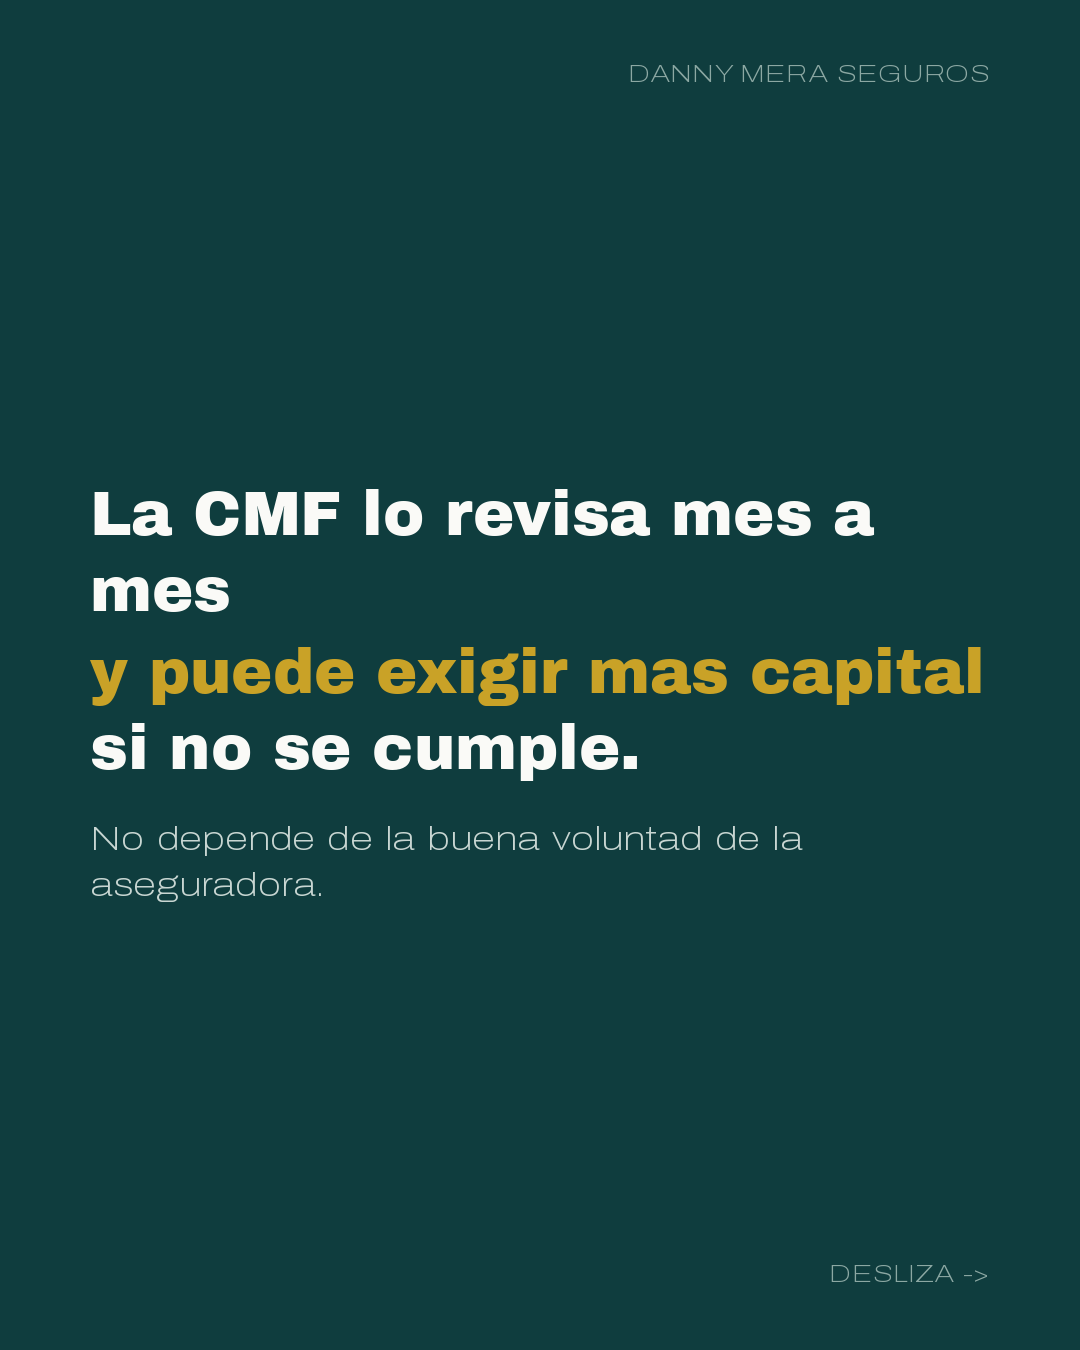 DANNY MERA SEGUROS
La CMF lo revisa mes a
mes
y puede exigir mas capital
si no se cumple.
No depende de la buena voluntad de la
aseguradora.
DESLIZA ->